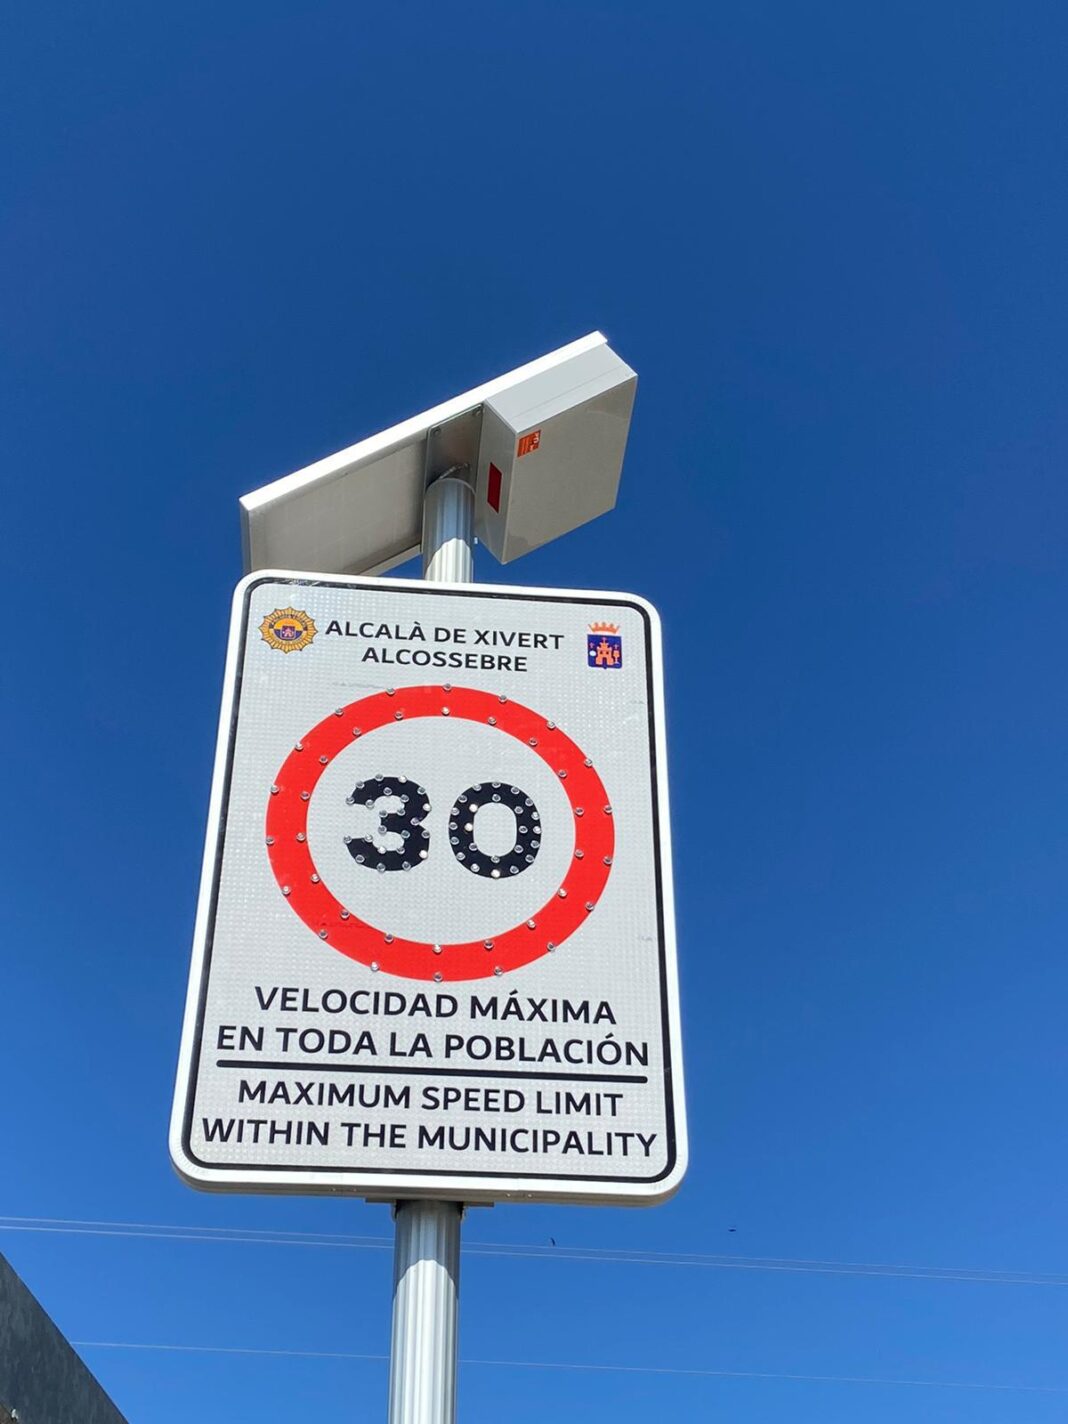 ALCALÀ DE XIVERT
ALCOSSEBRE
30
VELOCIDAD MÁXIMA
EN TODA LA POBLACIÓN
MAXIMUM SPEED LIMIT
WITHIN THE MUNICIPALITY